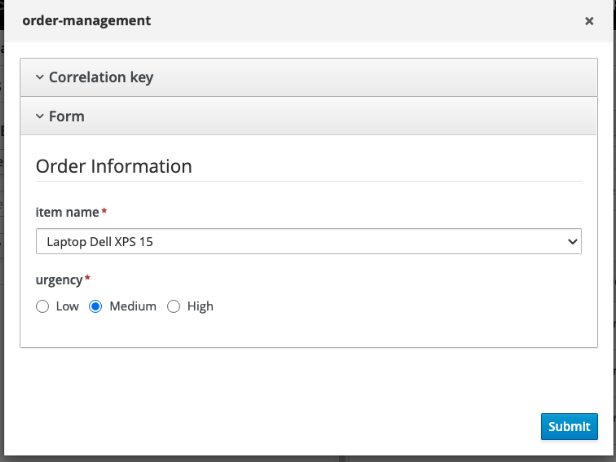 order-management
Correlation key
Form
Order Information
item name*
Laptop Dell XPS 15
urgency*
Low Medium High
Submit